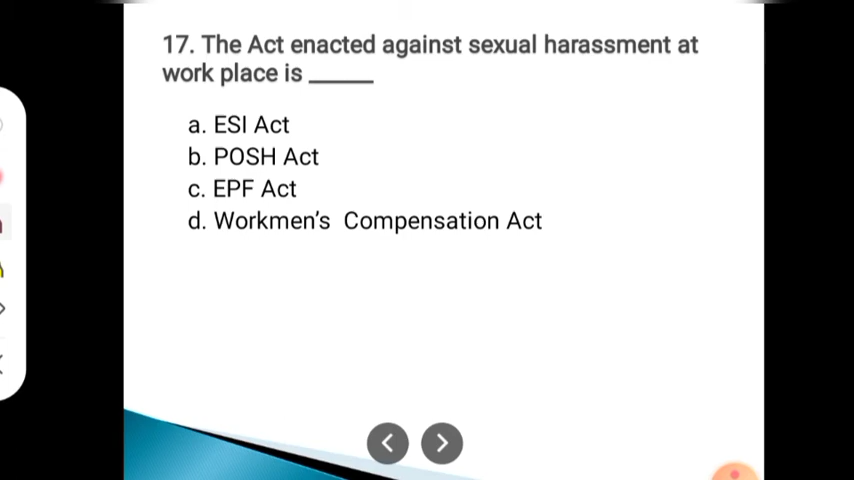 17. The Act enacted against sexual harassment at
work place is _____
a. ESI Act
b. POSH Act
c. EPF Act
d. Workmen’s  Compensation Act